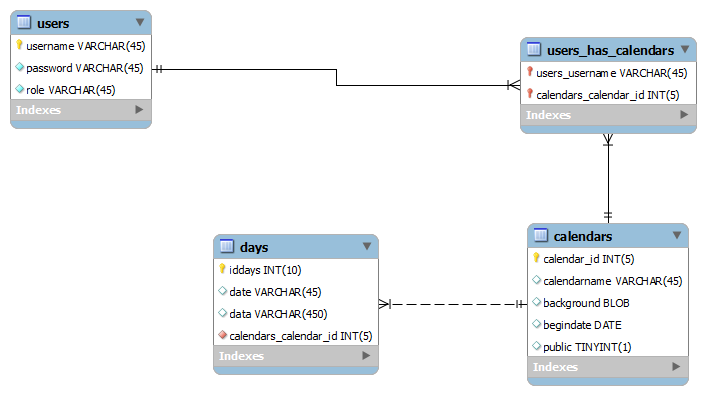 users
username VARCHAR(45)
password VARCHAR(45)
role VARCHAR(45)
Indexes
users_has_calendars
users_username VARCHAR(45)
calendars_calendar_id INT(5)
Indexes
days
iddays INT(10)
date VARCHAR(45)
data VARCHAR(450)
calendars_calendar_id INT(5)
Indexes
calendars
calendar_id INT(5)
calendarname VARCHAR(45)
background BLOB
begindate DATE
public TINYINT(1)
Indexes